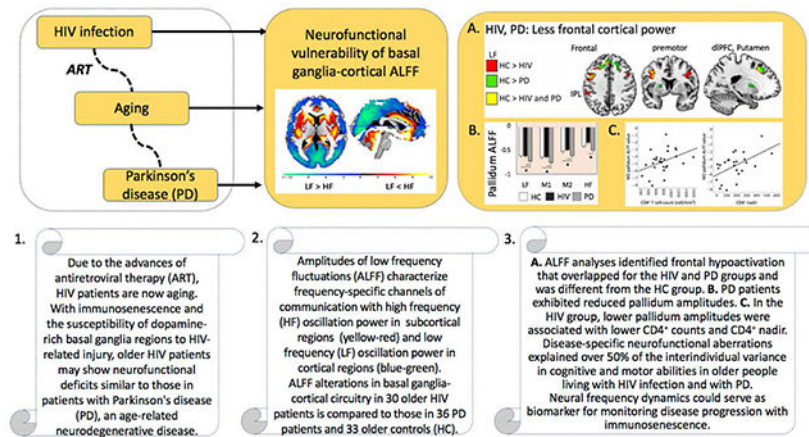 HIV infection
ART
Aging
Parkinson's
disease (PD)
Neurofunctional
vulnerability of basal
ganglia-cortical ALFF
LF > HF
LF < HF
A. HIV, PD: Less frontal cortical power
Frontal
premotor
dlPFC, Putamen
LF
HC > HIV
HC > PD
HC > HIV and PD
IPL
B.
Pallidum ALFF
-0.5
-1
LF M1 M2 HF
HC HIV PD
C.
CD4+ nadir
1.
Due to the advances of
antiretroviral therapy (ART),
HIV patients are now aging.
With immunosenescence and
the susceptibility of dopamine-
rich basal ganglia regions to HIV-
related injury, older HIV patients
may show neurofunctional
deficits similar to those in
patients with Parkinson's disease
(PD), an age-related
neurodegenerative disease.
2.
Amplitudes of low frequency
fluctuations (ALFF) characterize
frequency-specific channels of
communication with high frequency
(HF) oscillation power in subcortical
regions (yellow-red) and low
frequency (LF) oscillation power in
cortical regions (blue-green).
ALFF alterations in basal ganglia-
cortical circuitry in 30 older HIV
patients is compared to those in 36 PD
patients and 33 older controls (HC).
3.
A. ALFF analyses identified frontal hypoactivation
that overlapped for the HIV and PD groups and
was different from the HC group. B. PD patients
exhibited reduced pallidum amplitudes. C. In the
HIV group, lower pallidum amplitudes were
associated with lower CD4+ counts and CD4+ nadir.
Disease-specific neurofunctional aberrations
explained over 50% of the interindividual variance
in cognitive and motor abilities in older people
living with HIV infection and with PD.
Neural frequency dynamics could serve as
biomarker for monitoring disease progression with
immunosenescence.